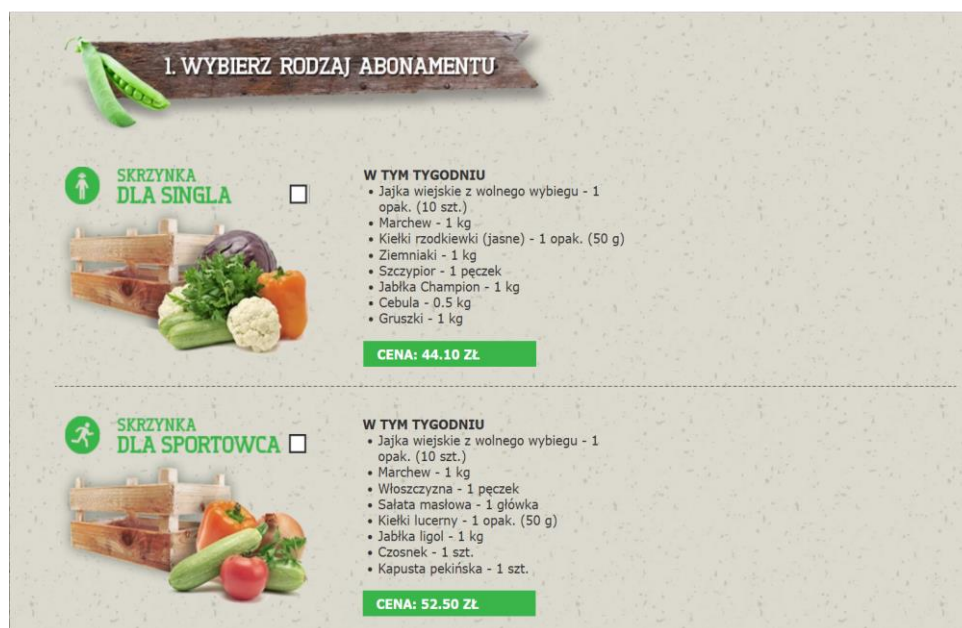 1. WYBIERZ RODZAJ ABONAMENTU
SKRZYNKA
DLA SINGLA
W TYM TYGODNIU
• Jajka wiejskie z wolnego wybiegu - 1
opak. (10 szt.)
• Marchew - 1 kg
• Kiełki rzodkiewki (jasne) - 1 opak. (50 g)
• Ziemniaki - 1 kg
• Szczypior - 1 pęczek
• Jabłka Champion - 1 kg
• Cebula - 0.5 kg
• Gruszki - 1 kg
CENA: 44.10 ZŁ
SKRZYNKA
DLA SPORTOWCA
W TYM TYGODNIU
• Jajka wiejskie z wolnego wybiegu - 1
opak. (10 szt.)
• Marchew - 1 kg
• Włoszczyzna - 1 pęczek
• Sałata masłowa - 1 główka
• Kiełki lucerny - 1 opak. (50 g)
• Jabłka ligol - 1 kg
• Czosnek - 1 szt.
• Kapusta pekińska - 1 szt.
CENA: 52.50 ZŁ